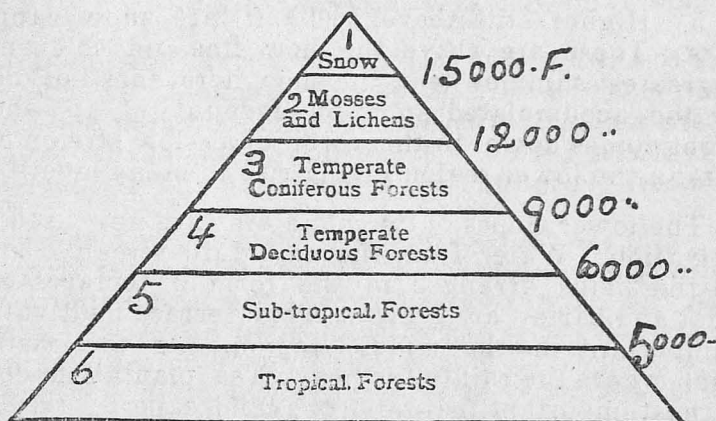 1
Snow
15000.F.
2 Mosses
and Lichens
12000 ..
3 Temperate
Coniferous Forests
9000 ..
4 Temperate
Deciduous Forests
6000 ..
5 Sub-tropical. Forests
5000-
6 Tropical. Forests